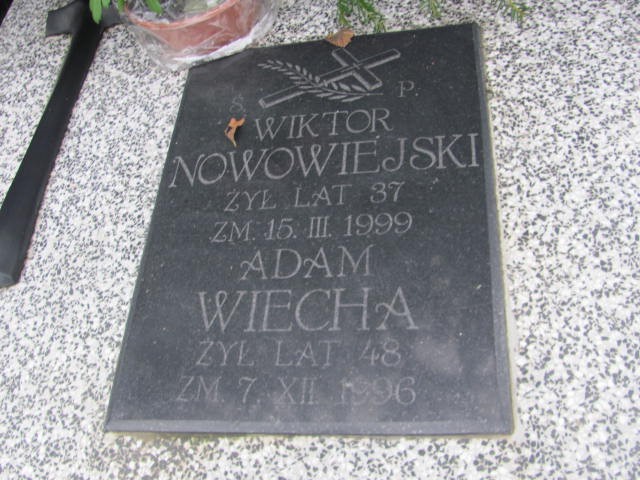 Ś. P.
WIKTOR
NOWOWIEJSKI
ŻYŁ LAT 37
ZM. 15. III. 1999
ADAM
WIECHA
ŻYŁ LAT 48
ZM. 7. XII. 1996